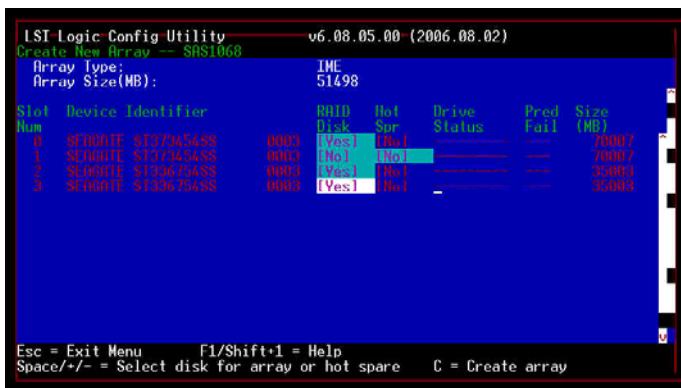 LSI Logic Config Utility v6.08.05.00 (2006.08.02)
Create New Array -- SAS1068
Array Type: IME
Array Size(MB): 51498
Slot Device Identifier RAID Hot Drive Pred Size
Num Disk Spr Status Fail (MB)
0 SEAGATE ST373454SS 0003 [Yes] [No] 70007
1 SEAGATE ST373454SS 0003 [No] [No] 70007
2 SEAGATE ST336754SS 0003 [Yes] [No] 35003
3 SEAGATE ST336754SS 0003 [Yes] [No] 35003
Esc = Exit Menu F1/Shift+1 = Help
Space/+/- = Select disk for array or hot spare C = Create array